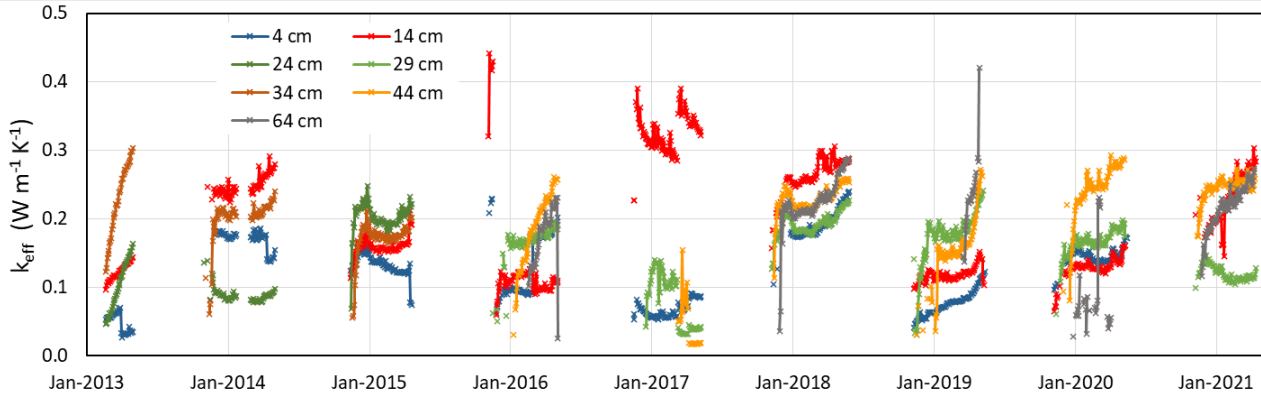 0.5
4 cm 14 cm
24 cm 29 cm
34 cm 44 cm
64 cm
0.4
0.3
0.2
0.1
0.0
k_eff (W m⁻¹ K⁻¹)
Jan-2013 Jan-2014 Jan-2015 Jan-2016 Jan-2017 Jan-2018 Jan-2019 Jan-2020 Jan-2021